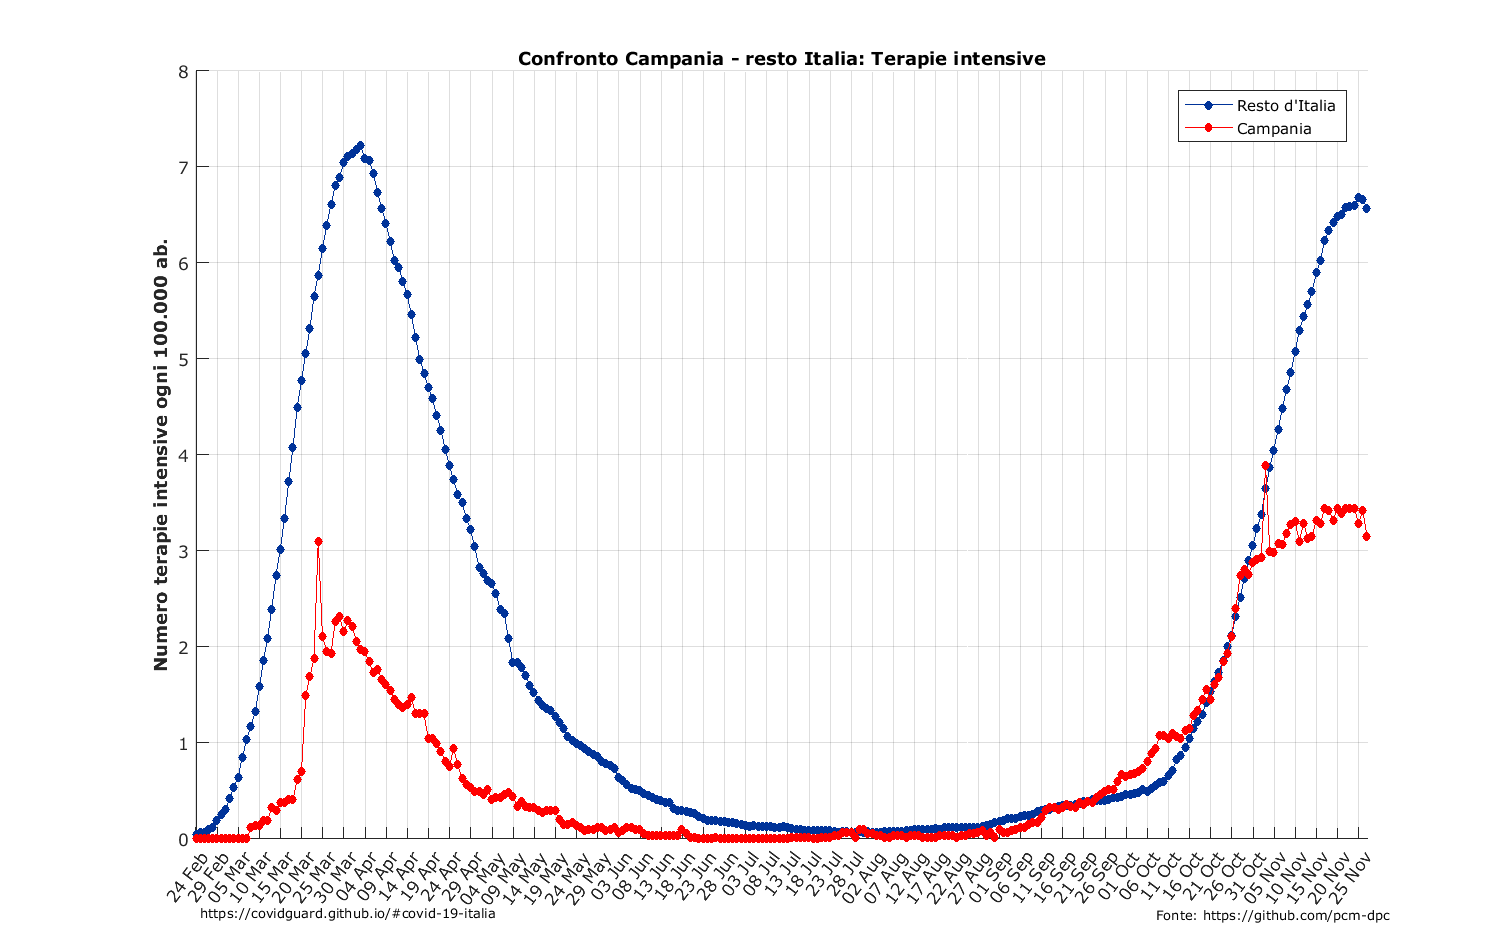 Confronto Campania - resto Italia: Terapie intensive
Resto d'Italia
Campania
Numero terapie intensive ogni 100.000 ab.
8
7
6
5
4
3
2
1
0
24 Feb
29 Feb
05 Mar
10 Mar
15 Mar
20 Mar
25 Mar
30 Mar
04 Apr
09 Apr
14 Apr
19 Apr
24 Apr
29 Apr
04 May
09 May
14 May
19 May
24 May
29 May
03 Jun
08 Jun
13 Jun
18 Jun
23 Jun
28 Jun
03 Jul
08 Jul
13 Jul
18 Jul
23 Jul
28 Jul
02 Aug
07 Aug
12 Aug
17 Aug
22 Aug
27 Aug
01 Sep
06 Sep
11 Sep
16 Sep
21 Sep
26 Sep
01 Oct
06 Oct
11 Oct
16 Oct
21 Oct
26 Oct
31 Oct
05 Nov
10 Nov
15 Nov
20 Nov
25 Nov
https://covidguard.github.io/#covid-19-italia
Fonte: https://github.com/pcm-dpc